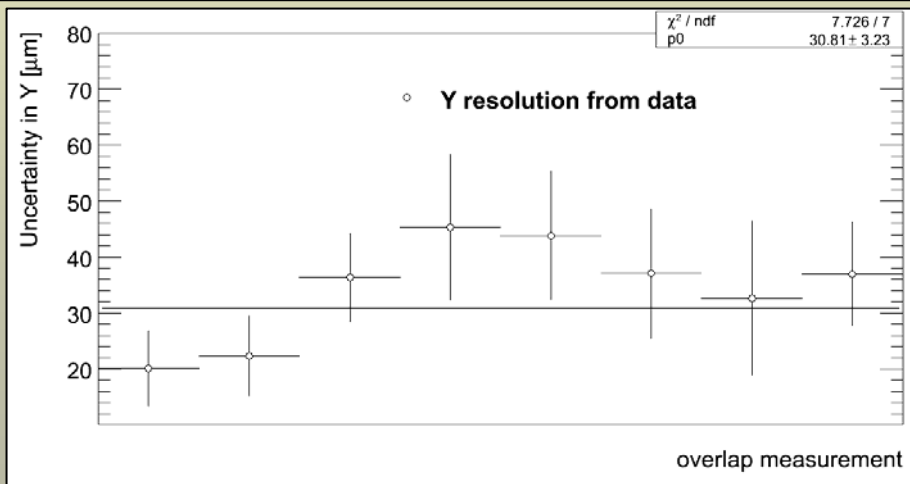 χ² / ndf 7.726 / 7
p0 30.81 ± 3.23
Uncertainty in Y [μm]
80
70
60
50
40
30
20
Y resolution from data
overlap measurement